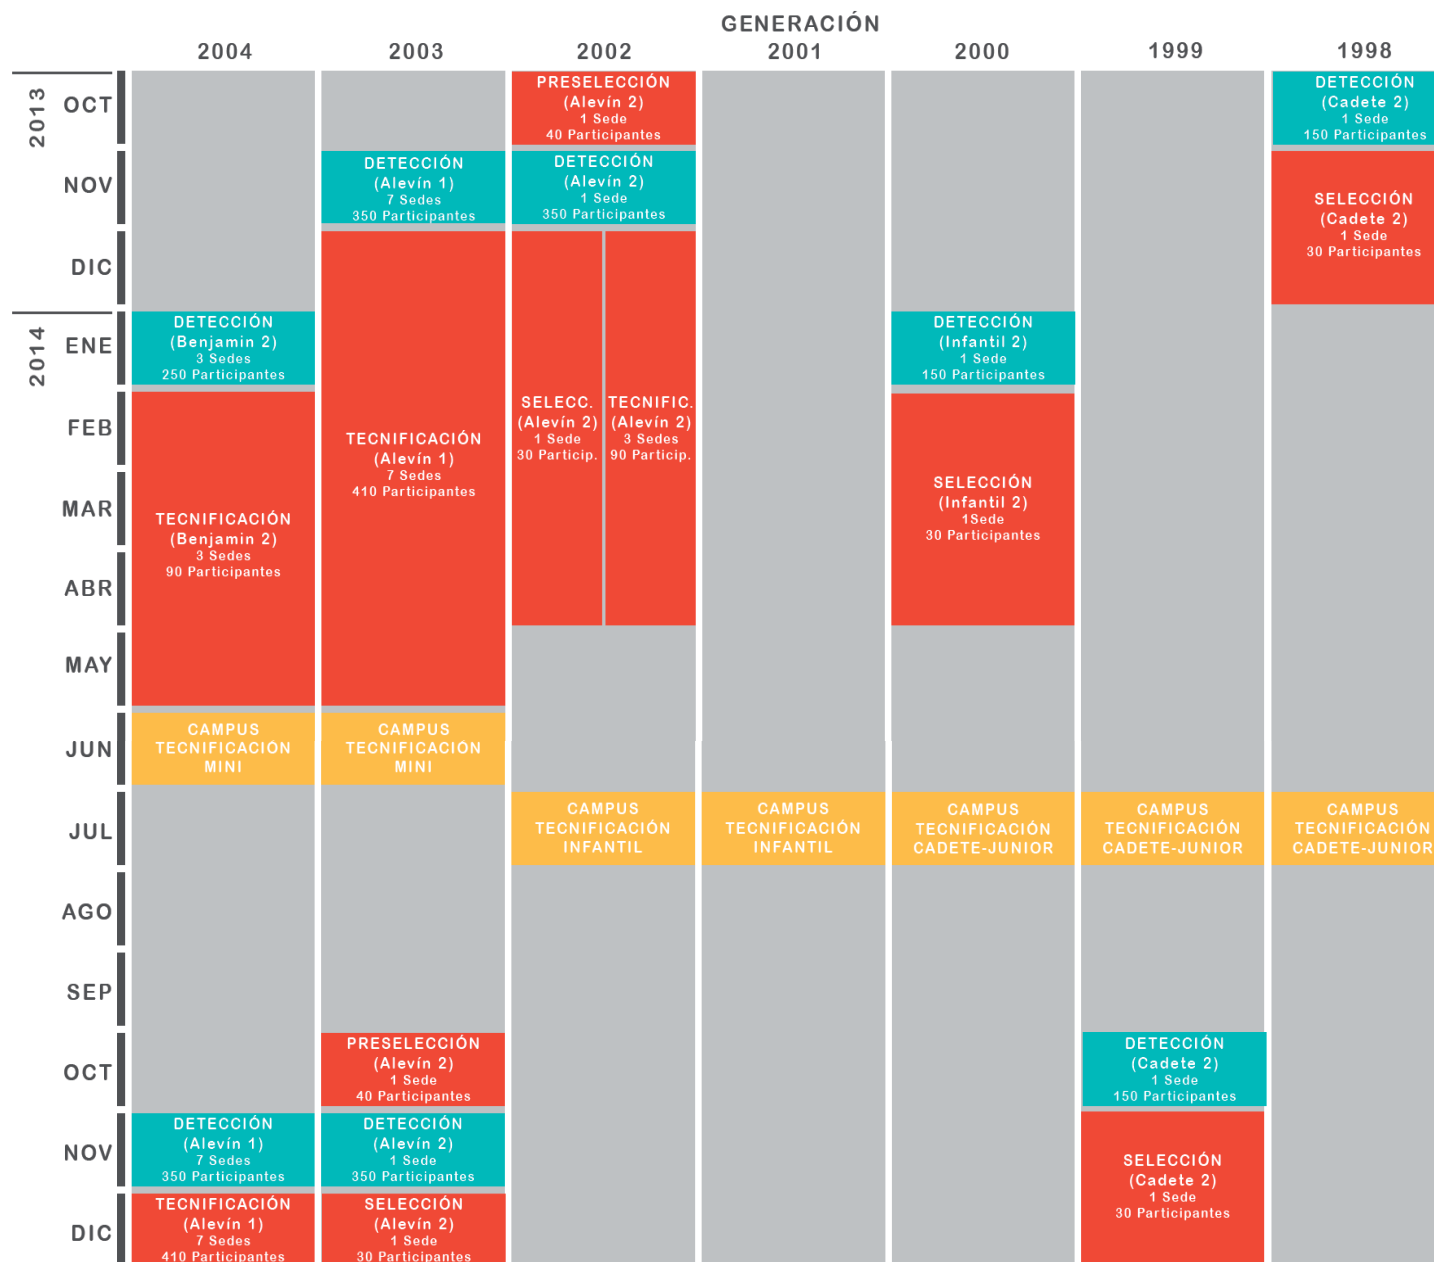 GENERACIÓN
2004 2003 2002 2001 2000 1999 1998
2013
OCT
PRESELECCIÓN
(Alevín 2)
1 Sede
40 Participantes
DETECCIÓN
(Cadete 2)
1 Sede
150 Participantes
NOV
DETECCIÓN
(Alevín 1)
7 Sedes
350 Participantes
DETECCIÓN
(Alevín 2)
1 Sede
350 Participantes
SELECCIÓN
(Cadete 2)
1 Sede
30 Participantes
DIC
2014
ENE
DETECCIÓN
(Benjamin 2)
3 Sedes
250 Participantes
DETECCIÓN
(Infantil 2)
1 Sede
150 Participantes
FEB
TECNIFICACIÓN
(Alevín 1)
7 Sedes
410 Participantes
SELECC.
(Alevín 2)
1 Sede
30 Particip.
TECNIFIC.
(Alevín 2)
3 Sedes
90 Particip.
MAR
TECNIFICACIÓN
(Benjamin 2)
3 Sedes
90 Participantes
SELECCIÓN
(Infantil 2)
1Sede
30 Participantes
ABR
MAY
JUN
CAMPUS
TECNIFICACIÓN
MINI
CAMPUS
TECNIFICACIÓN
MINI
JUL
CAMPUS
TECNIFICACIÓN
INFANTIL
CAMPUS
TECNIFICACIÓN
INFANTIL
CAMPUS
TECNIFICACIÓN
CADETE-JUNIOR
CAMPUS
TECNIFICACIÓN
CADETE-JUNIOR
CAMPUS
TECNIFICACIÓN
CADETE-JUNIOR
AGO
SEP
OCT
PRESELECCIÓN
(Alevín 2)
1 Sede
40 Participantes
DETECCIÓN
(Cadete 2)
1 Sede
150 Participantes
NOV
DETECCIÓN
(Alevín 1)
7 Sedes
350 Participantes
DETECCIÓN
(Alevín 2)
1 Sede
350 Participantes
SELECCIÓN
(Cadete 2)
1 Sede
30 Participantes
DIC
TECNIFICACIÓN
(Alevín 1)
7 Sedes
410 Participantes
SELECCIÓN
(Alevín 2)
1 Sede
30 Participantes